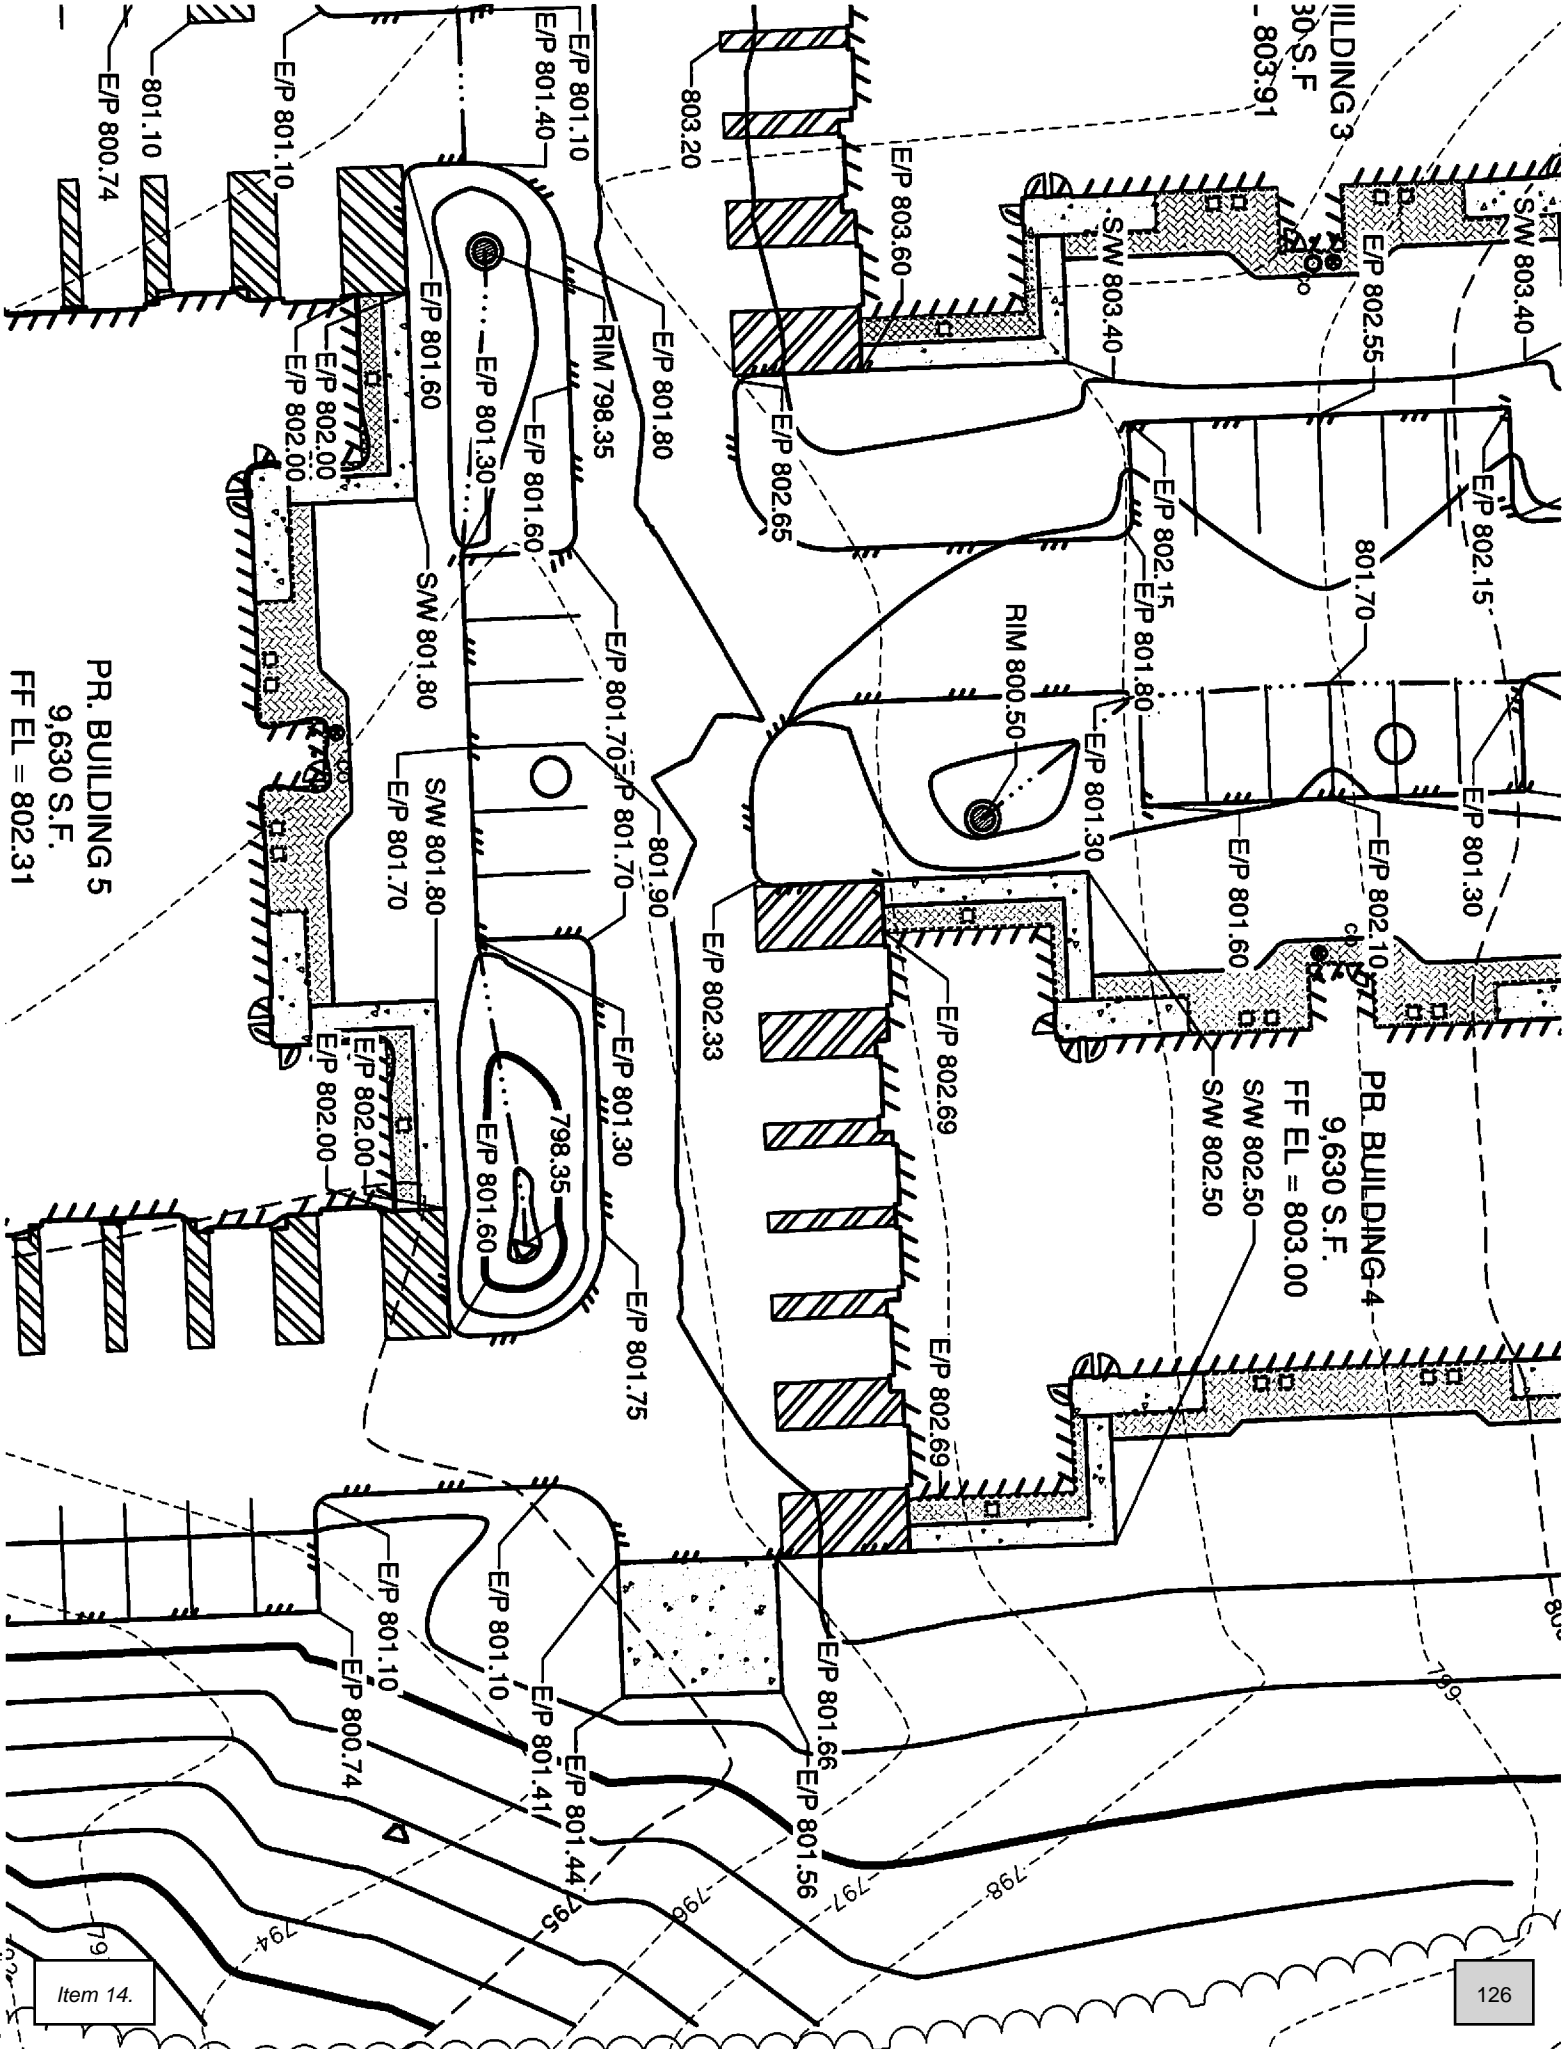 E/P 800.74
801.10
E/P 801.10
E/P 801.40
E/P 801.10
803.20
803.91
30 S.F
ILDING 3
E/P 803.60
S/W 803.40
E/P 802.55
S/W 803.40
E/P 801.60
E/P 802.00
E/P 802.00
E/P 801.30
E/P 801.60
RIM 798.35
E/P 801.80
E/P 802.65
E/P 802.15
E/P 801.80
801.70
E/P 802.15
S/W 801.80
E/P 801.70
E/P 801.70
801.90
RIM 800.50
E/P 801.30
E/P 801.60
E/P 802.10
E/P 801.30
CO
CO
CO
PR. BUILDING 5
9,630 S.F.
FF EL = 802.31
E/P 801.70
S/W 801.80
E/P 802.33
E/P 802.69
E/P 802.00
E/P 802.00
E/P 801.60
798.35
E/P 801.30
E/P 801.75
S/W 802.50
S/W 802.50
PR. BUILDING 4
9,630 S.F.
FF EL = 803.00
E/P 802.69
E/P 801.10
E/P 800.74
E/P 801.10
E/P 801.41
E/P 801.44
E/P 801.66
E/P 801.56
799
798
797
796
795
794
79
Item 14.
126